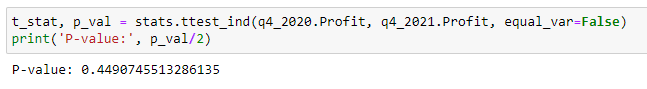 t_stat, p_val = stats.ttest_ind(q4_2020.Profit, q4_2021.Profit, equal_var=False)
print('P-value:', p_val/2)
P-value: 0.4490745513286135